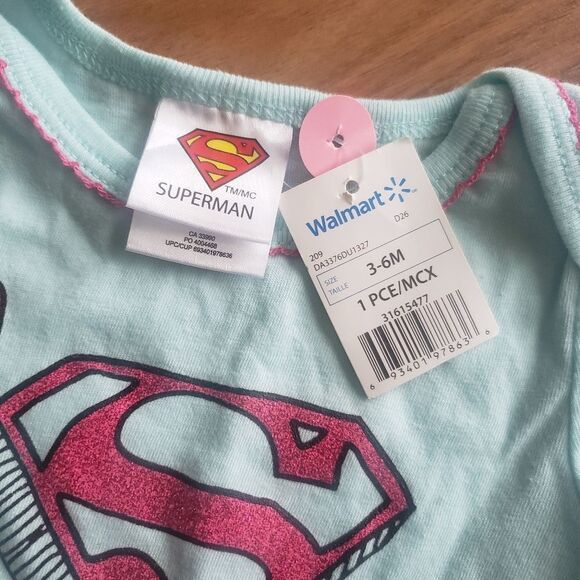 S
SUPERMAN
TM/MC
CA 33990
PO 4004468
UPC/CUP 693401978636
Walmart
D26
209
DA3376DU1327
SIZE
TAILLE
3-6M
1 PCE/MCX
31615477
6 93401 97863 6
S